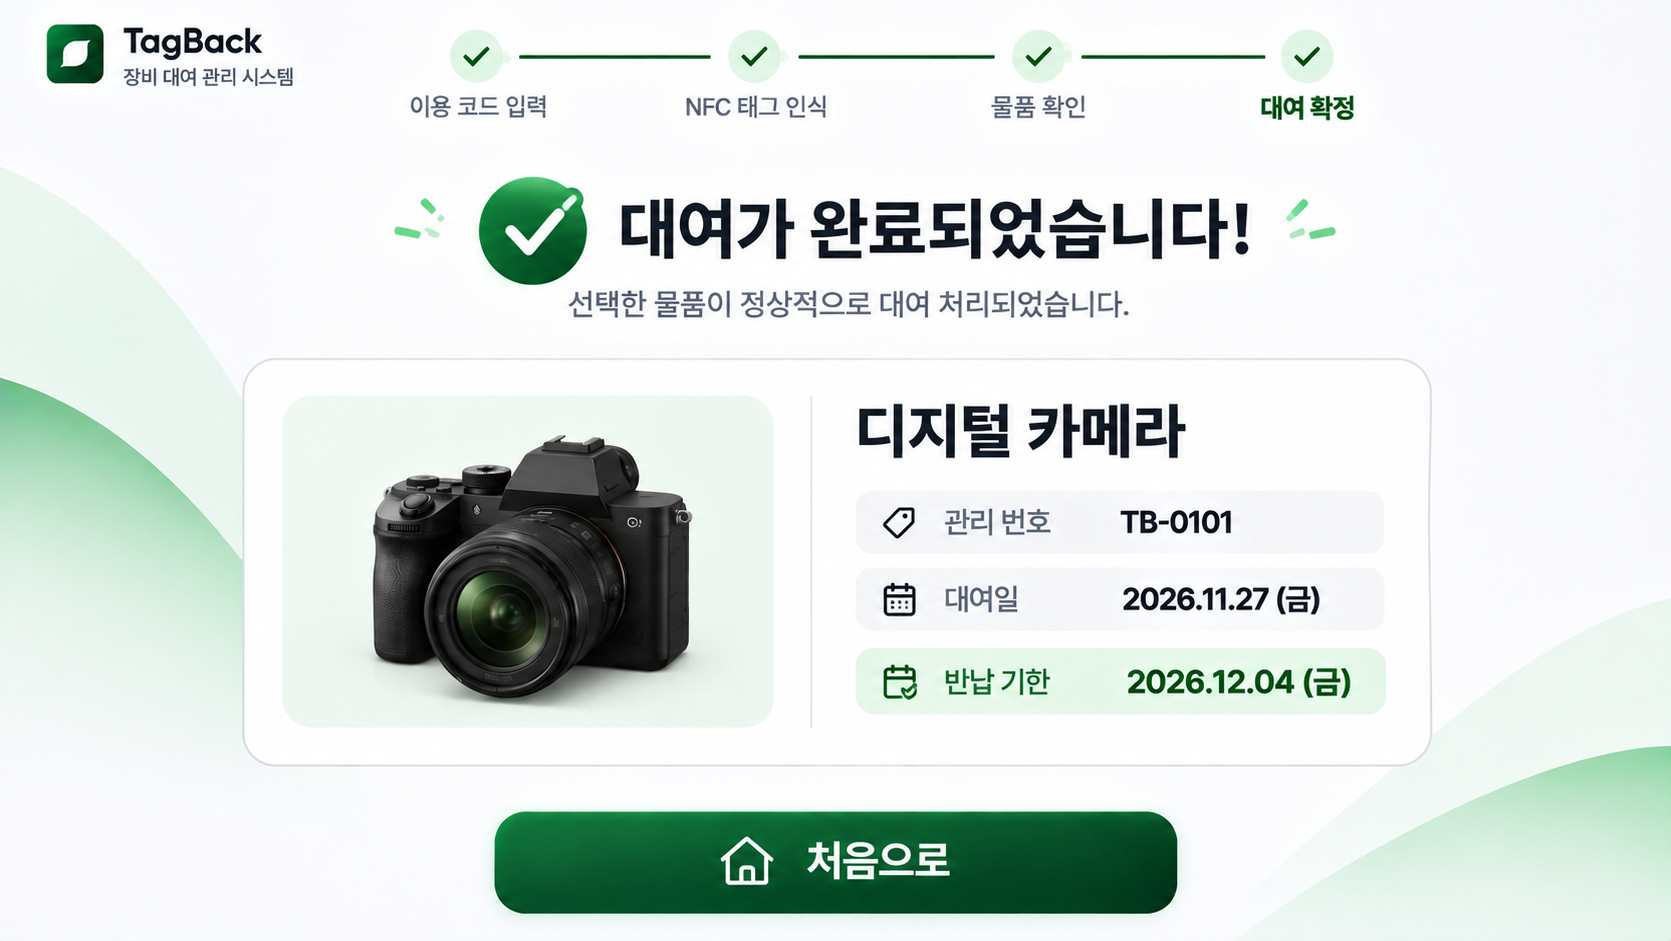 TagBack
장비 대여 관리 시스템
이용 코드 입력
NFC 태그 인식
물품 확인
대여 확정
대여가 완료되었습니다!
선택한 물품이 정상적으로 대여 처리되었습니다.
디지털 카메라
관리 번호 TB-0101
대여일 2026.11.27 (금)
반납 기한 2026.12.04 (금)
처음으로